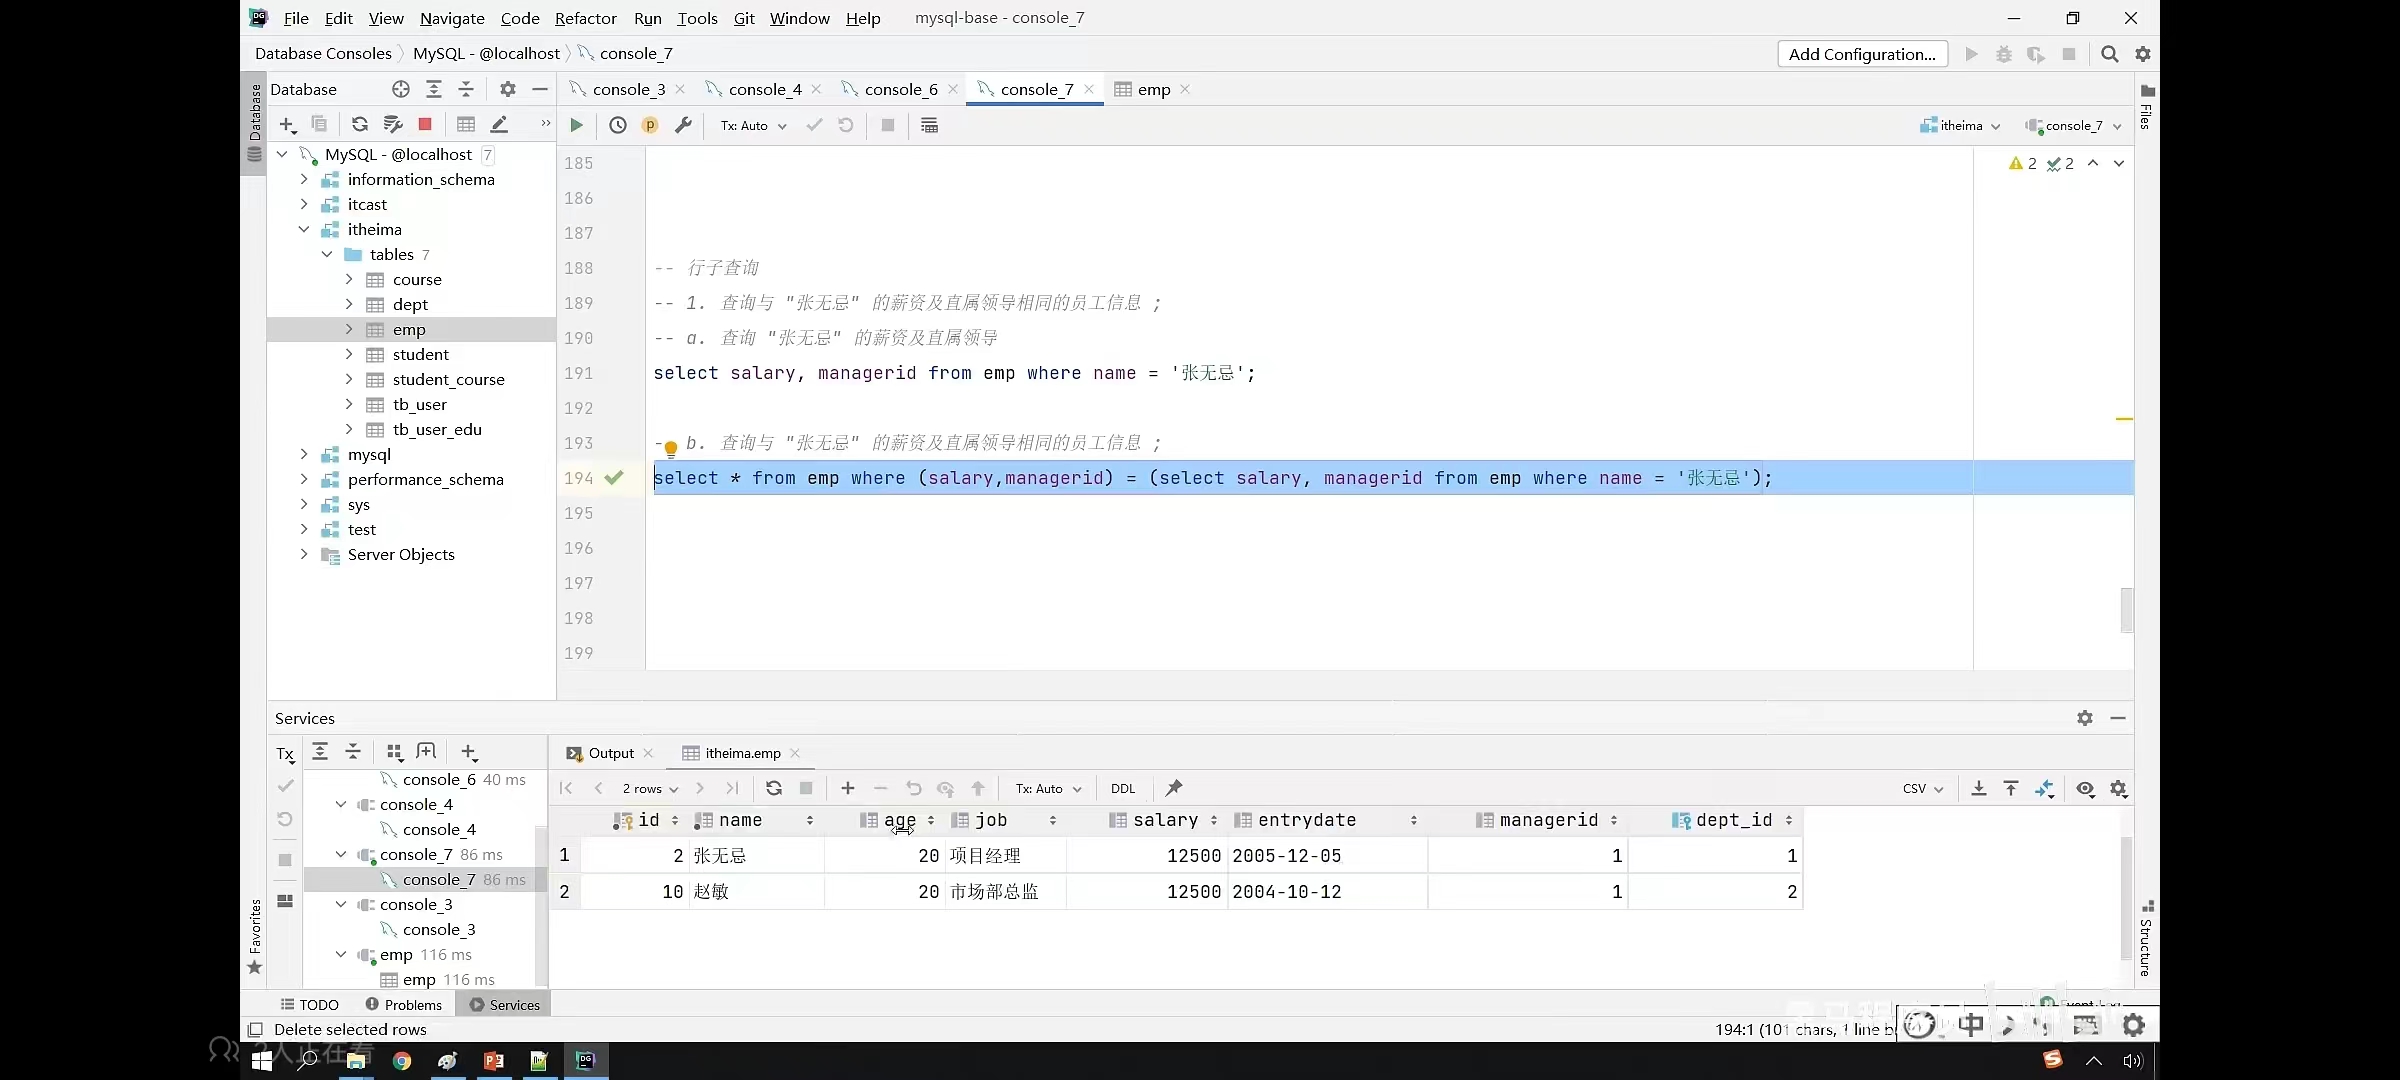 File Edit View Navigate Code Refactor Run Tools Git Window Help mysql-base - console_7
Database Consoles MySQL - @localhost console_7 Add Configuration...
Database
console_3 console_4 console_6 console_7 emp
Tx: Auto itheima console_7
Database
Files
MySQL - @localhost 7
information_schema
itcast
itheima
tables 7
course
dept
emp
student
student_course
tb_user
tb_user_edu
mysql
performance_schema
sys
test
Server Objects
2 2
185
186
187
188 -- 行子查询
189 -- 1. 查询与 "张无忌" 的薪资及直属领导相同的员工信息 ;
190 -- a. 查询 "张无忌" 的薪资及直属领导
191 select salary, managerid from emp where name = '张无忌';
192
193 - b. 查询与 "张无忌" 的薪资及直属领导相同的员工信息 ;
194 select * from emp where (salary,managerid) = (select salary, managerid from emp where name = '张无忌');
195
196
197
198
199
Services
Tx
console_6 40 ms
console_4
console_4
console_7 86 ms
console_7 86 ms
console_3
console_3
emp 116 ms
emp 116 ms
Output itheima.emp
2 rows Tx: Auto DDL CSV
id name age job salary entrydate managerid dept_id
1 2 张无忌 20 项目经理 12500 2005-12-05 1 1
2 10 赵敏 20 市场部总监 12500 2004-10-12 1 2
Favorites
Structure
TODO Problems Services
Delete selected rows 194:1 (101 chars, 1 line b
中
2人正在看